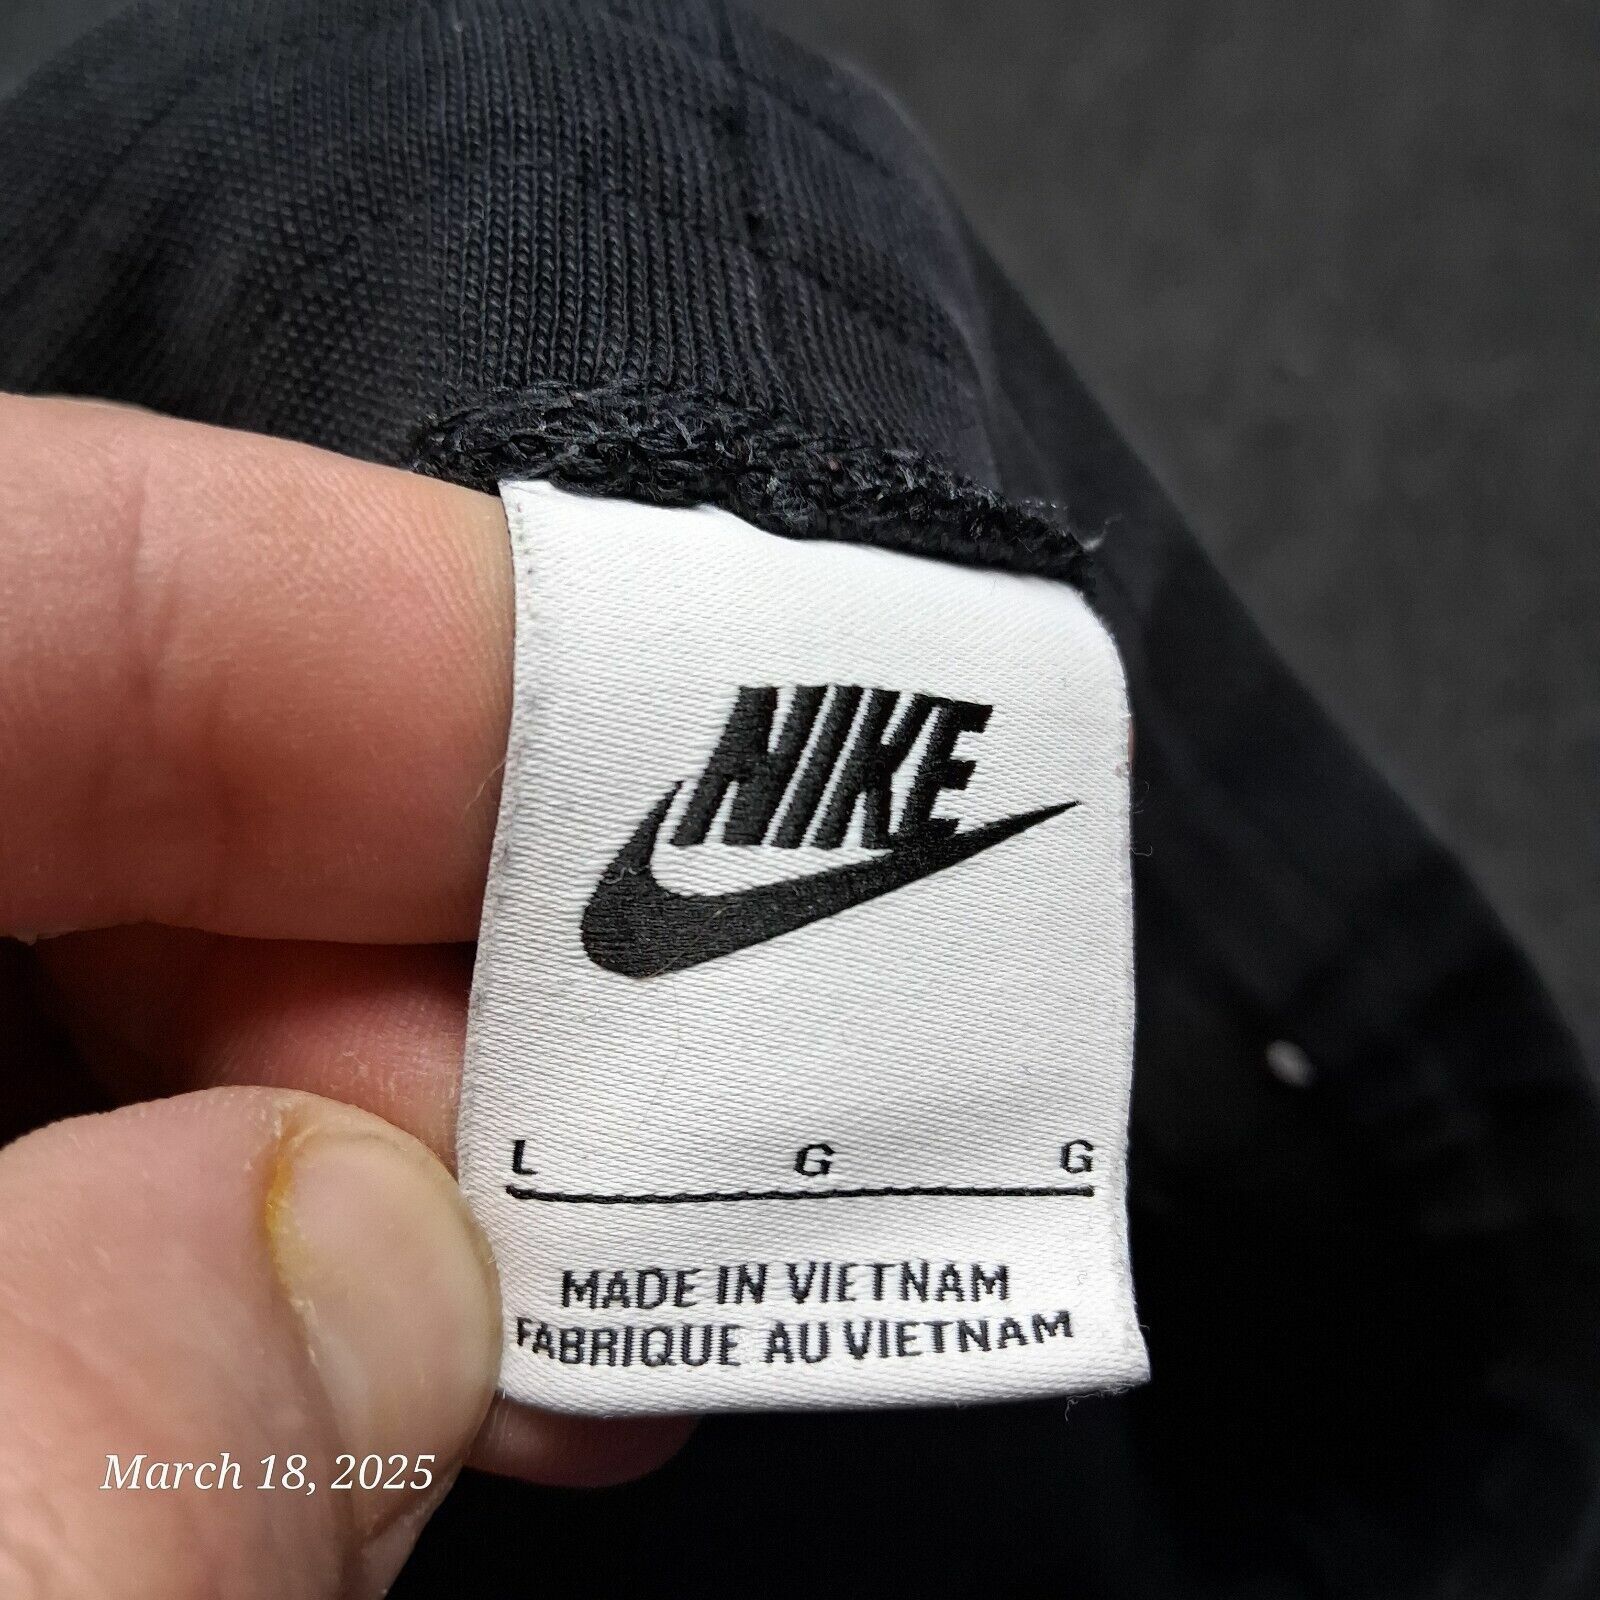 NIKE
L G G
MADE IN VIETNAM
FABRIQUE AU VIETNAM
March 18, 2025